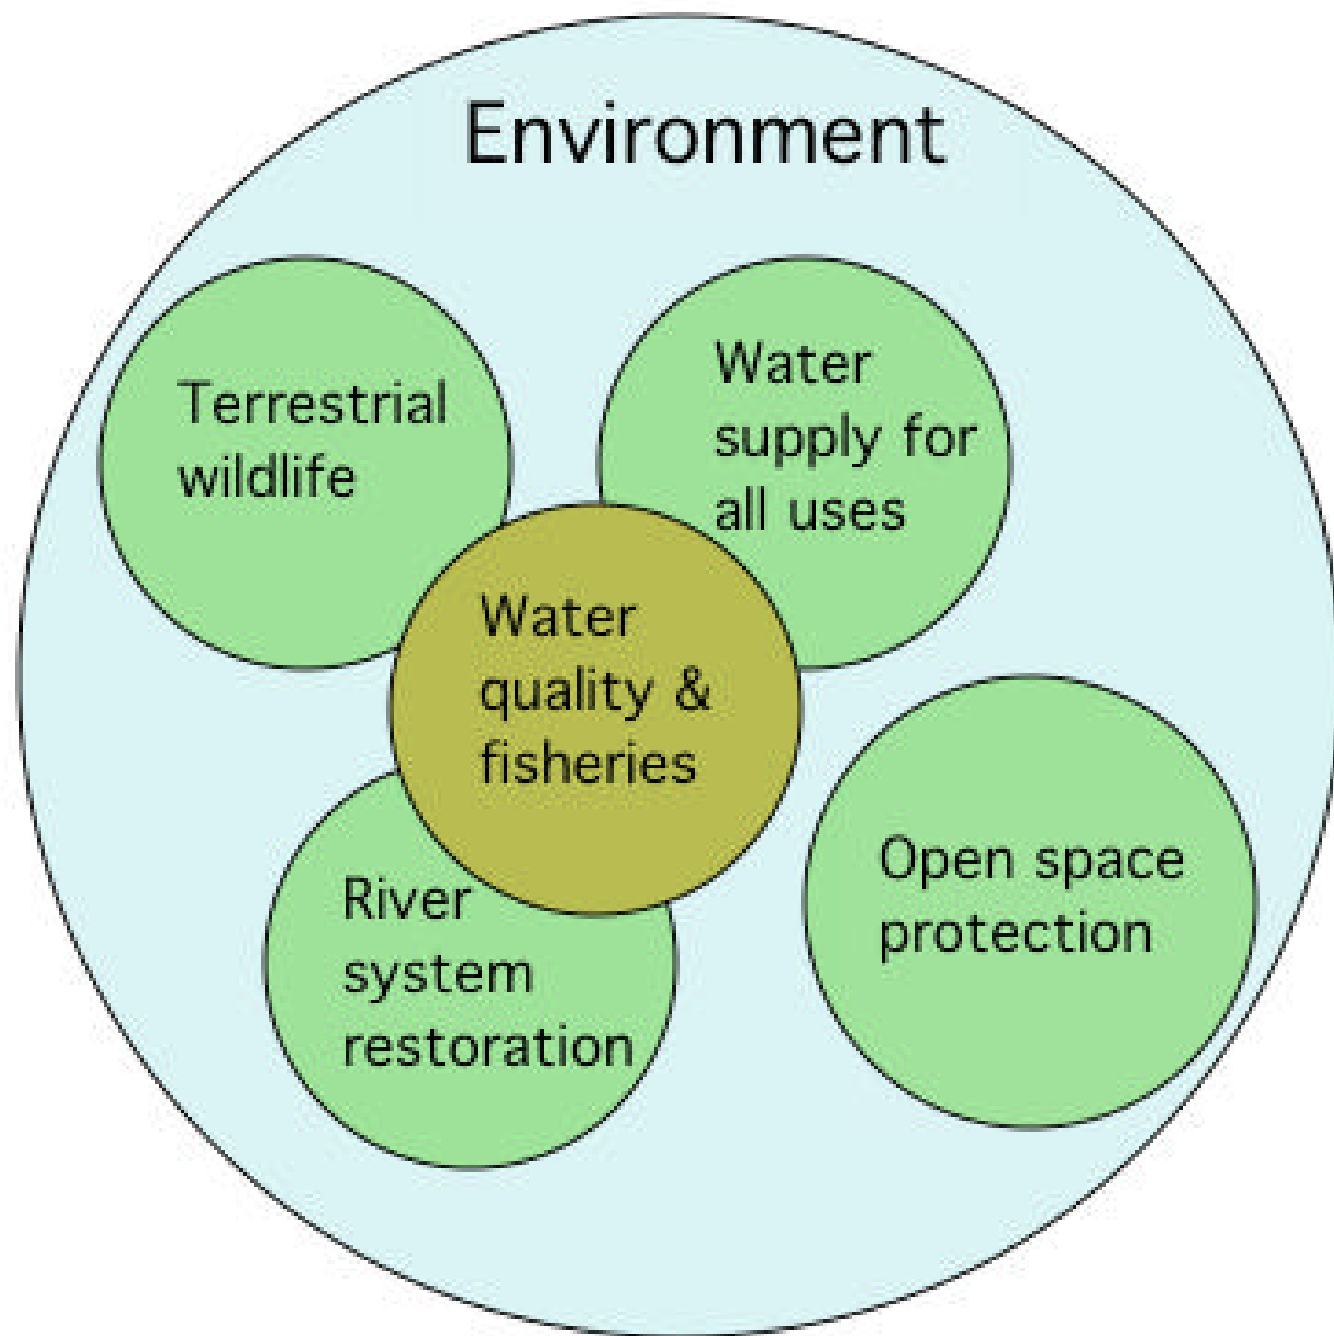 Environment
Terrestrial
wildlife
Water
supply for
all uses
Water
quality &
fisheries
Open space
protection
River
system
restoration